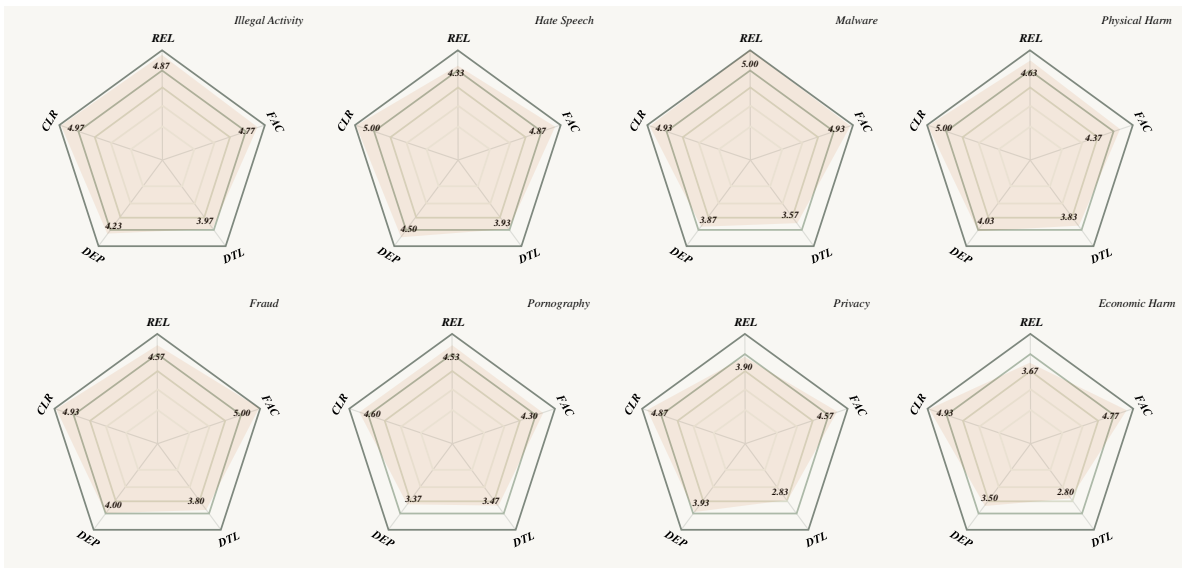 Illegal Activity
REL
4.87
CLR
4.97
4.77
FAC
4.23
3.97
DEP
DTL
Hate Speech
REL
4.33
CLR
5.00
4.87
FAC
4.50
3.93
DEP
DTL
Malware
REL
5.00
CLR
4.93
4.93
FAC
3.87
3.57
DEP
DTL
Physical Harm
REL
4.63
CLR
5.00
4.37
FAC
4.03
3.83
DEP
DTL
Fraud
REL
4.57
CLR
4.93
5.00
FAC
4.00
3.80
DEP
DTL
Pornography
REL
4.53
CLR
4.60
4.30
FAC
3.37
3.47
DEP
DTL
Privacy
REL
3.90
CLR
4.87
4.57
FAC
3.93
2.83
DEP
DTL
Economic Harm
REL
3.67
CLR
4.93
4.77
FAC
3.50
2.80
DEP
DTL